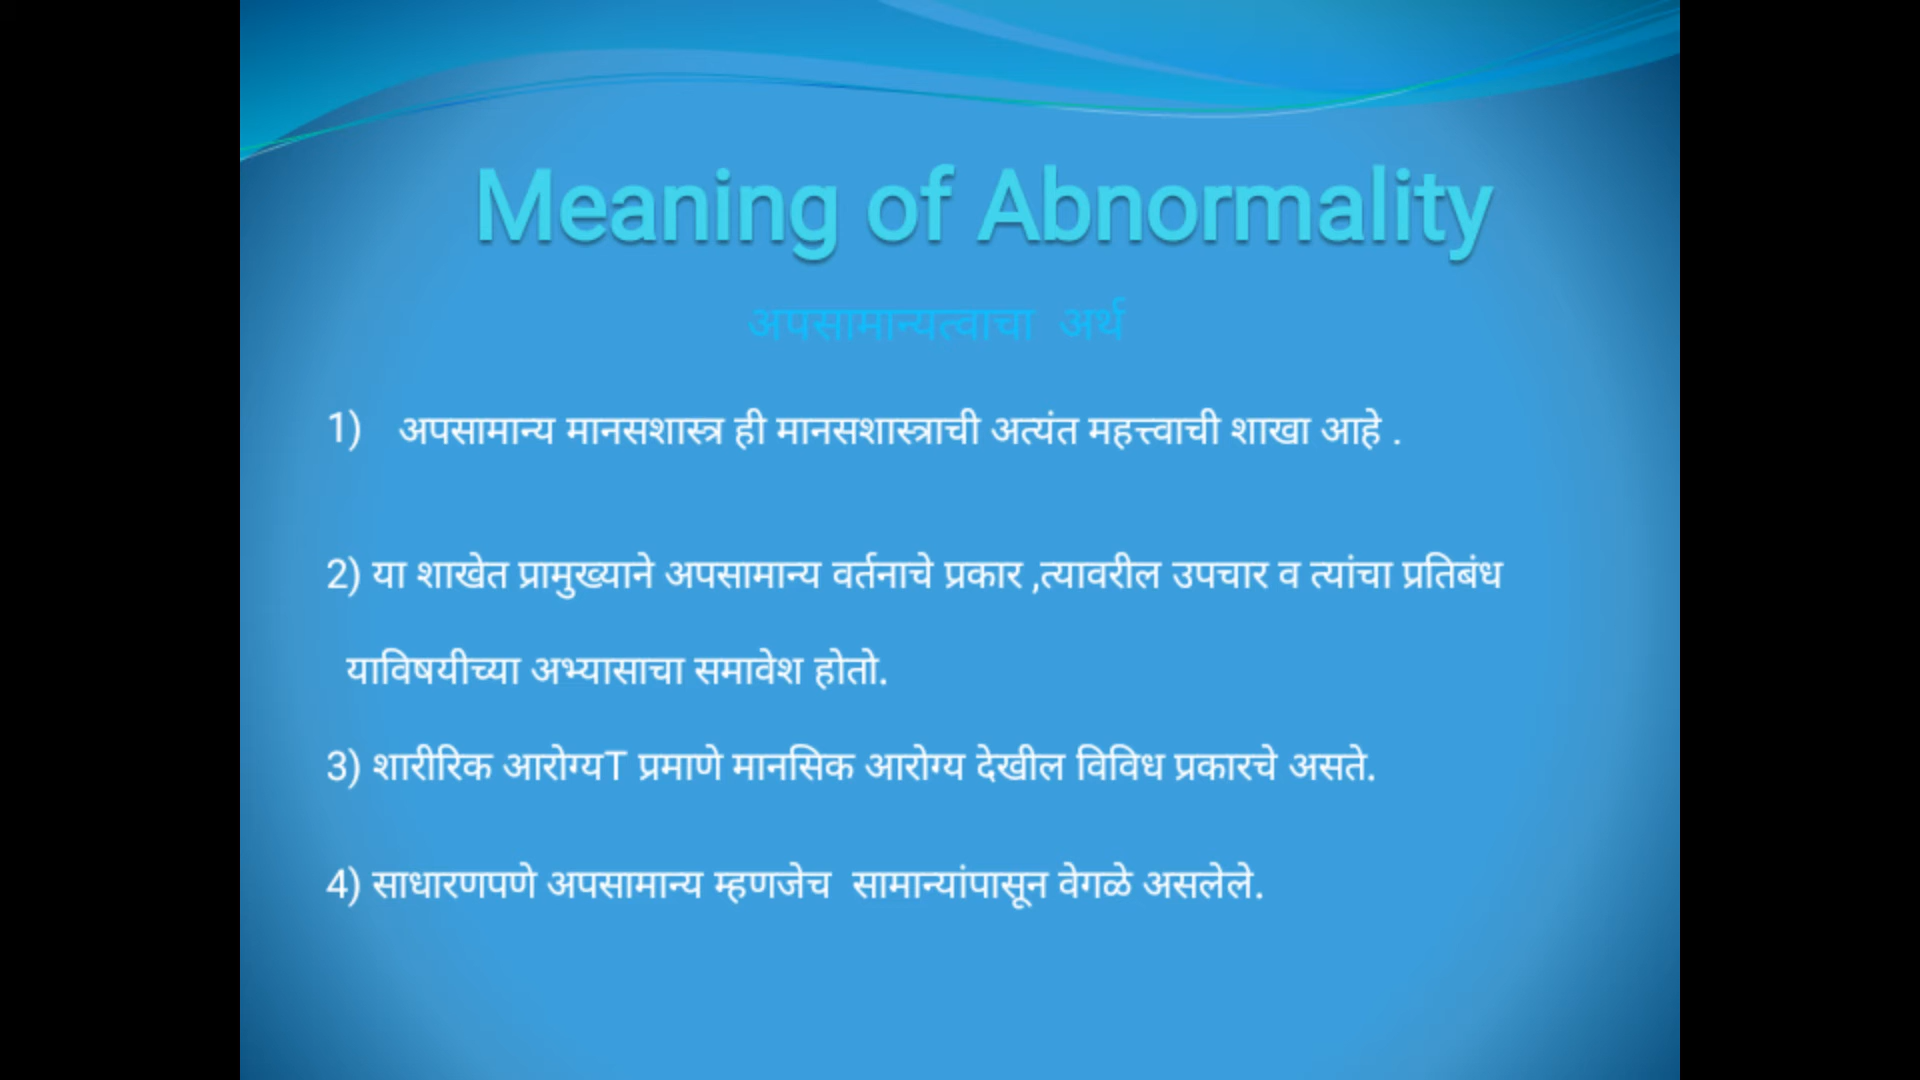 Meaning of Abnormality
अपसामान्यत्वाचा अर्थ
1) अपसामान्य मानसशास्त्र ही मानसशास्त्राची अत्यंत महत्त्वाची शाखा आहे .
2) या शाखेत प्रामुख्याने अपसामान्य वर्तनाचे प्रकार ,त्यावरील उपचार व त्यांचा प्रतिबंध
याविषयीच्या अभ्यासाचा समावेश होतो.
3) शारीरिक आरोग्यT प्रमाणे मानसिक आरोग्य देखील विविध प्रकारचे असते.
4) साधारणपणे अपसामान्य म्हणजेच सामान्यांपासून वेगळे असलेले.